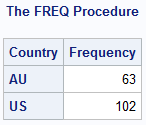 The FREQ Procedure
Country Frequency
AU 63
US 102